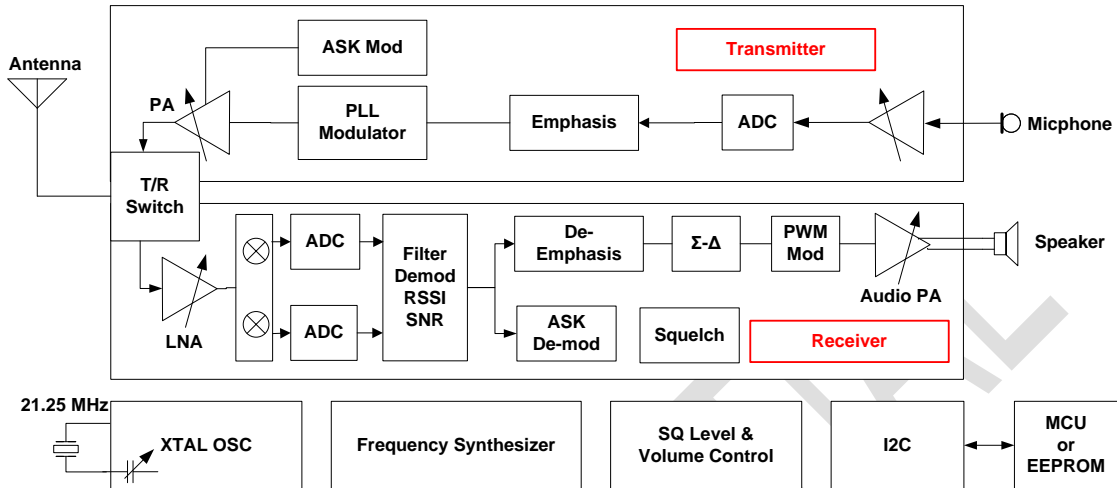 ASK Mod
Transmitter
Antenna
PA
PLL
Modulator
Emphasis
ADC
Micphone
T/R
Switch
De-
Emphasis
Σ-Δ
PWM
Mod
Speaker
ADC
Filter
Demod
RSSI
SNR
Audio PA
LNA
ADC
ASK
De-mod
Squelch
Receiver
21.25 MHz
XTAL OSC
Frequency Synthesizer
SQ Level &
Volume Control
I2C
MCU
or
EEPROM